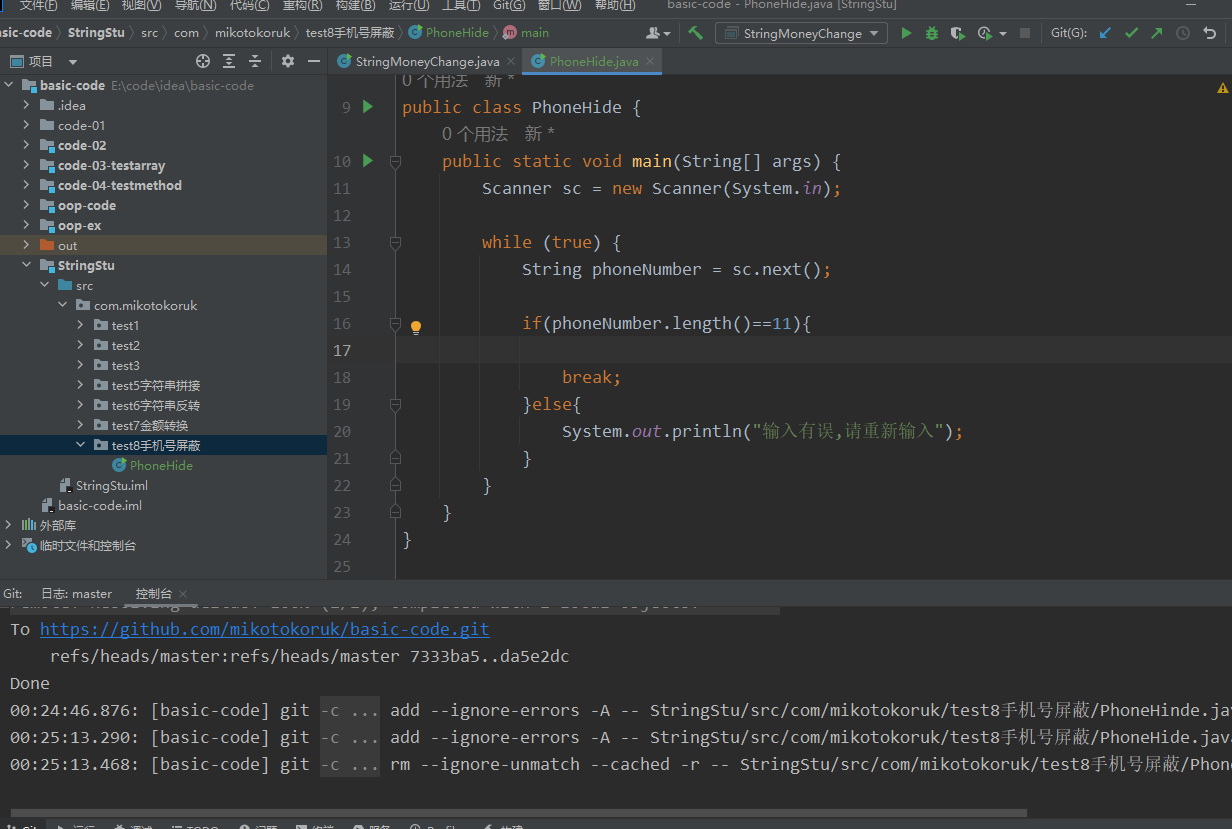 文件(F) 编辑(E) 视图(V) 导航(N) 代码(C) 重构(R) 构建(B) 运行(U) 工具(T) Git(G) 窗口(W) 帮助(H) basic-code - PhoneHide.java [StringStu]
sic-code StringStu src com mikotokoruk test8手机号屏蔽 PhoneHide main StringMoneyChange Git(G):
项目 StringMoneyChange.java PhoneHide.java
basic-code E:\code\idea\basic-code
.idea
code-01
code-02
code-03-testarray
code-04-testmethod
oop-code
oop-ex
out
StringStu
src
com.mikotokoruk
test1
test2
test3
test5字符串拼接
test6字符串反转
test7金额转换
test8手机号屏蔽
PhoneHide
StringStu.iml
basic-code.iml
外部库
临时文件和控制台
0 个用法 新 *
9 public class PhoneHide {
0 个用法 新 *
10 public static void main(String[] args) {
11 Scanner sc = new Scanner(System.in);
12
13 while (true) {
14 String phoneNumber = sc.next();
15
16 if(phoneNumber.length()==11){
17
18 break;
19 }else{
20 System.out.println("输入有误,请重新输入");
21 }
22 }
23 }
24 }
25
Git: 日志: master 控制台
To https://github.com/mikotokoruk/basic-code.git
refs/heads/master:refs/heads/master 7333ba5..da5e2dc
Done
00:24:46.876: [basic-code] git -c ... add --ignore-errors -A -- StringStu/src/com/mikotokoruk/test8手机号屏蔽/PhoneHinde.ja
00:25:13.290: [basic-code] git -c ... add --ignore-errors -A -- StringStu/src/com/mikotokoruk/test8手机号屏蔽/PhoneHide.java
00:25:13.468: [basic-code] git -c ... rm --ignore-unmatch --cached -r -- StringStu/src/com/mikotokoruk/test8手机号屏蔽/Phon